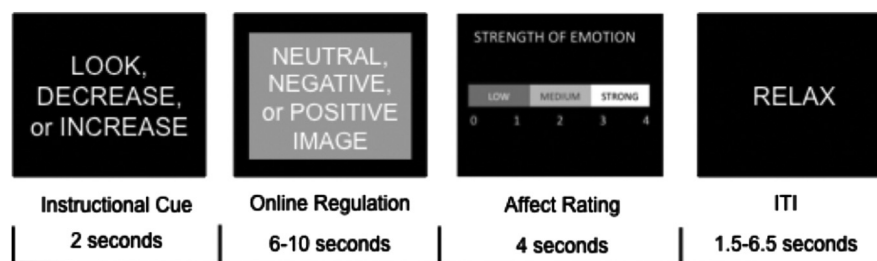 LOOK,
DECREASE,
or INCREASE
NEUTRAL,
NEGATIVE,
or POSITIVE
IMAGE
STRENGTH OF EMOTION
LOW MEDIUM STRONG
0 1 2 3 4
RELAX
Instructional Cue Online Regulation Affect Rating ITI
2 seconds 6-10 seconds 4 seconds 1.5-6.5 seconds